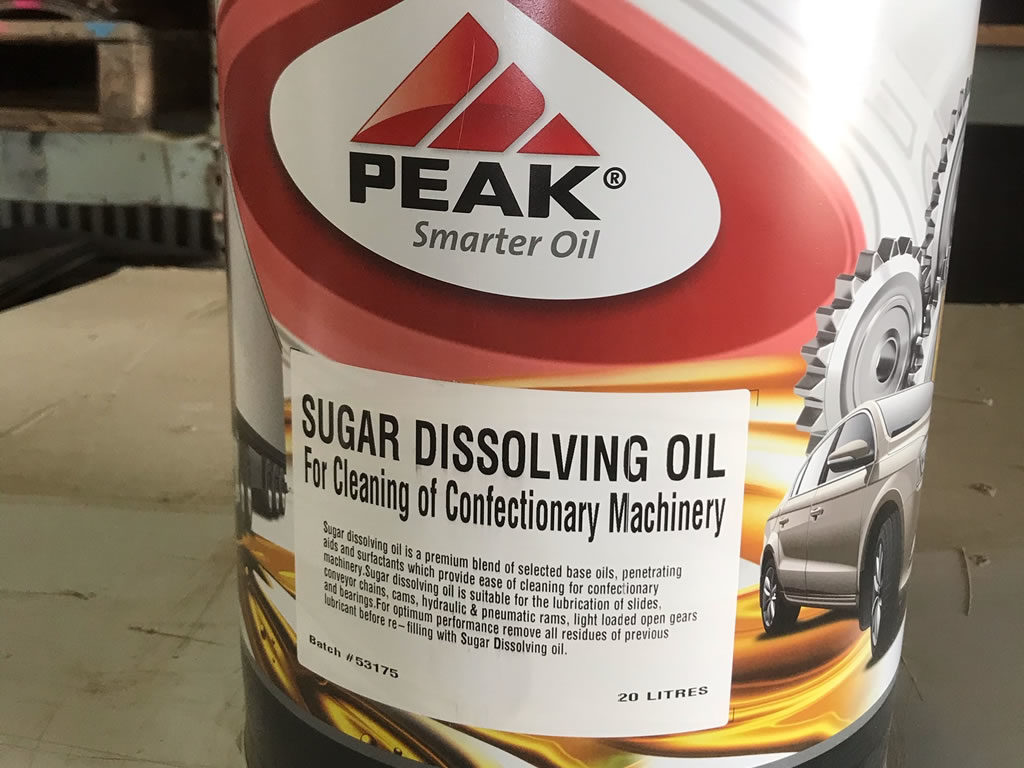 PEAK®
Smarter Oil
SUGAR DISSOLVING OIL
For Cleaning of Confectionary Machinery
Sugar dissolving oil is a premium blend of selected base oils, penetrating
aids and surfactants which provide ease of cleaning for confectionary
machinery.Sugar dissolving oil is suitable for the lubrication of slides,
conveyor chains, cams, hydraulic & pneumatic rams, light loaded open gears
and bearings.For optimum performance remove all residues of previous
lubricant before re-filling with Sugar Dissolving oil.
Batch #53175
20 LITRES